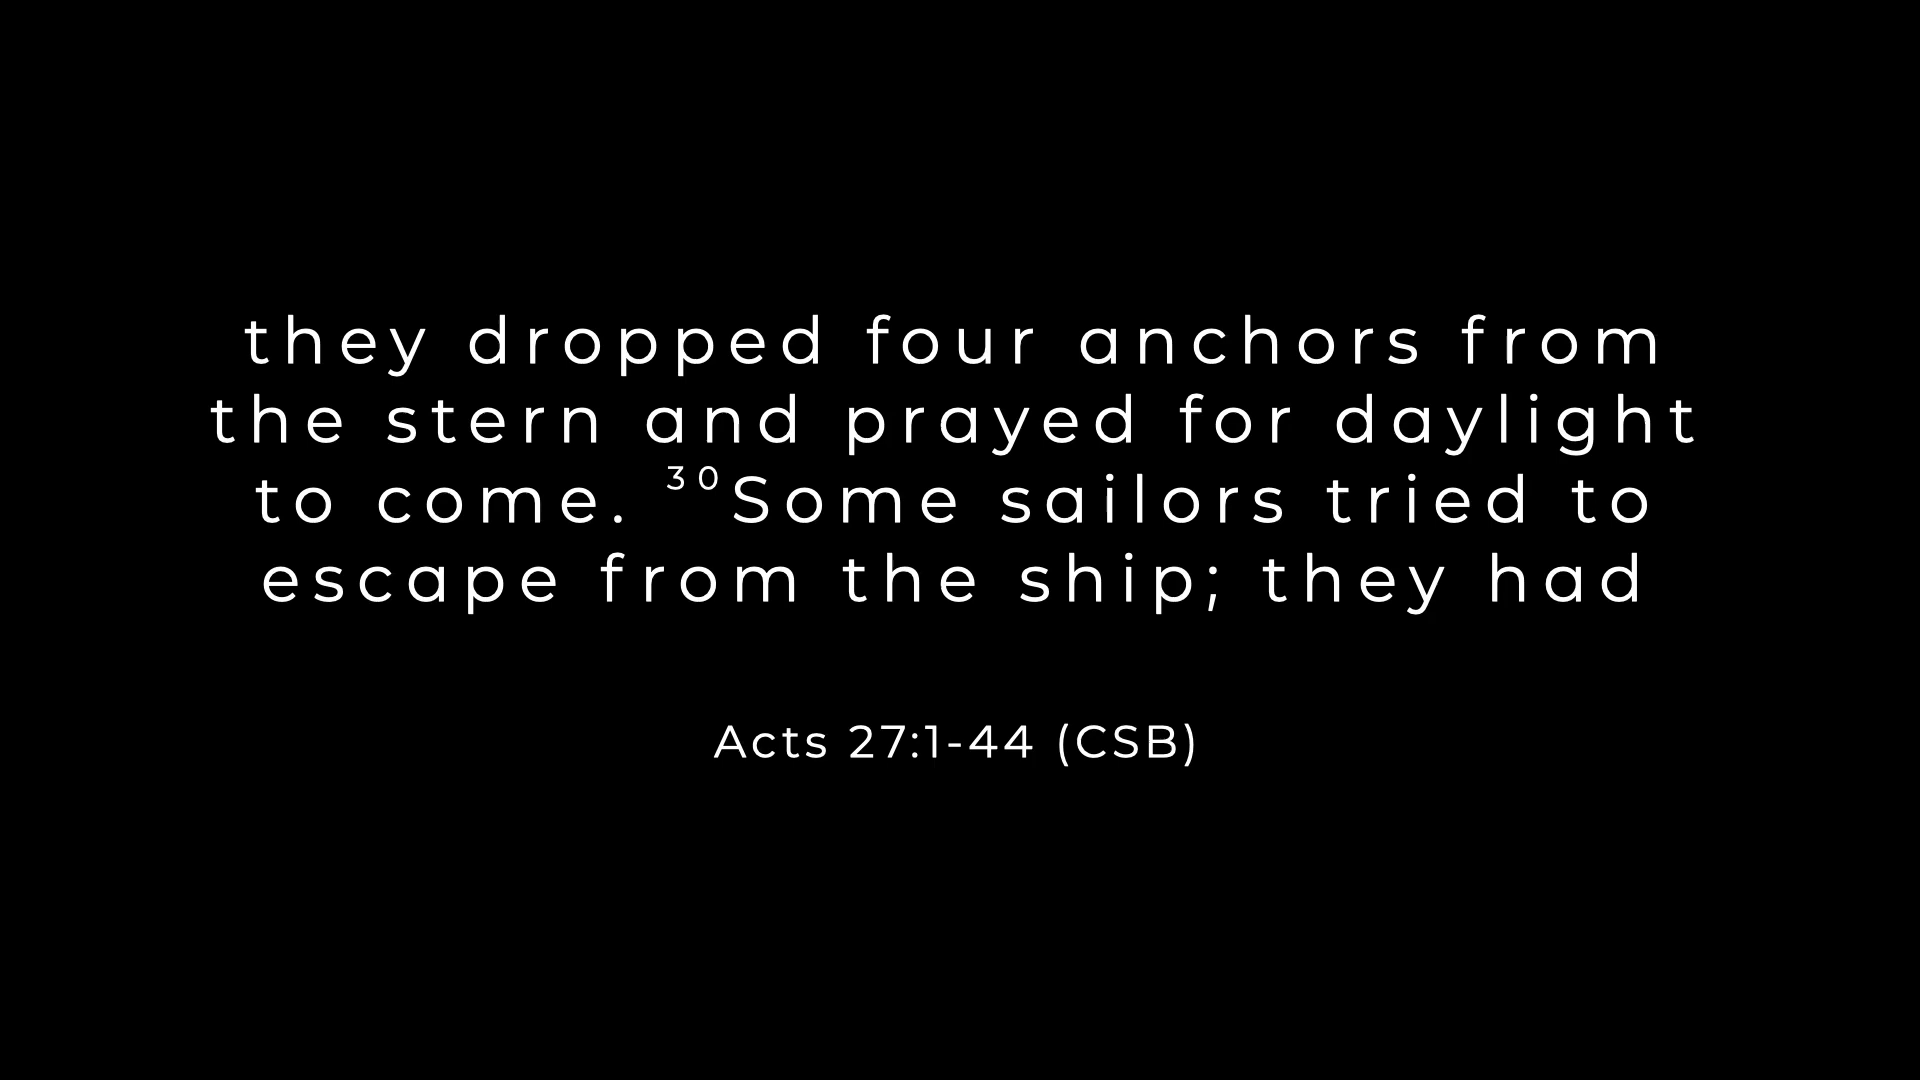 they dropped four anchors from
the stern and prayed for daylight
to come. ³⁰Some sailors tried to
escape from the ship; they had
Acts 27:1-44 (CSB)